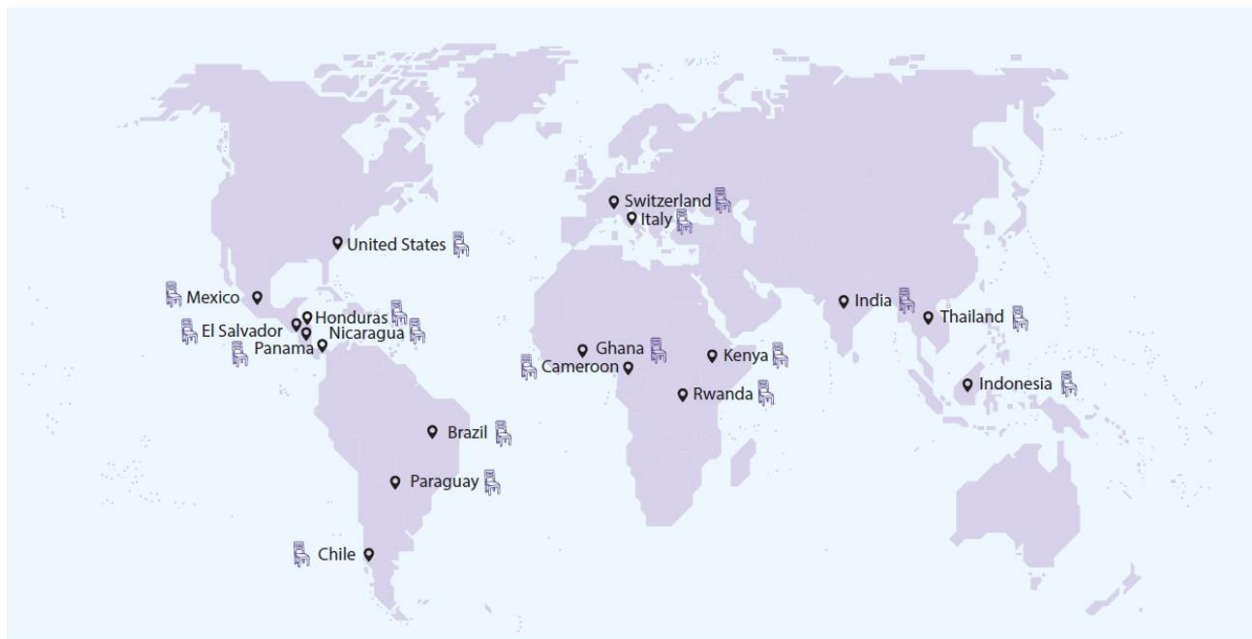 Switzerland
Italy
United States
Mexico
Honduras
El Salvador
Nicaragua
Panama
India
Thailand
Ghana
Cameroon
Kenya
Rwanda
Indonesia
Brazil
Paraguay
Chile